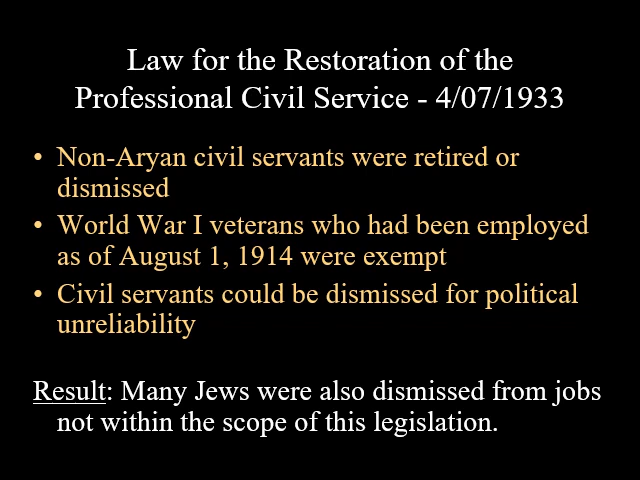 Law for the Restoration of the
Professional Civil Service - 4/07/1933
• Non-Aryan civil servants were retired or
dismissed
• World War I veterans who had been employed
as of August 1, 1914 were exempt
• Civil servants could be dismissed for political
unreliability
Result: Many Jews were also dismissed from jobs
not within the scope of this legislation.